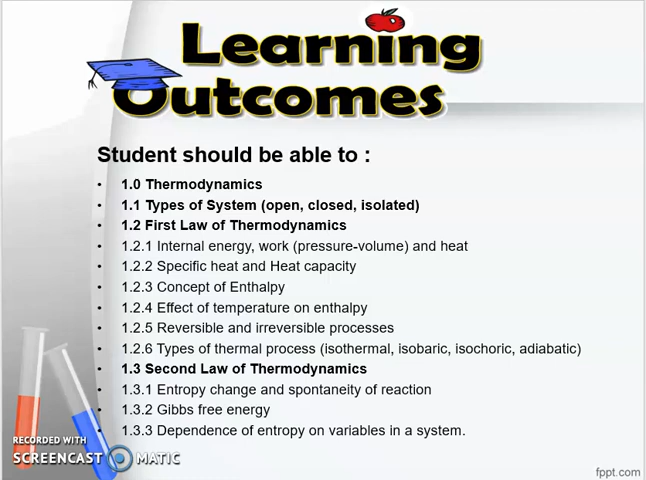 Learning
Outcomes
Student should be able to :
• 1.0 Thermodynamics
• 1.1 Types of System (open, closed, isolated)
• 1.2 First Law of Thermodynamics
• 1.2.1 Internal energy, work (pressure-volume) and heat
• 1.2.2 Specific heat and Heat capacity
• 1.2.3 Concept of Enthalpy
• 1.2.4 Effect of temperature on enthalpy
• 1.2.5 Reversible and irreversible processes
• 1.2.6 Types of thermal process (isothermal, isobaric, isochoric, adiabatic)
• 1.3 Second Law of Thermodynamics
• 1.3.1 Entropy change and spontaneity of reaction
• 1.3.2 Gibbs free energy
• 1.3.3 Dependence of entropy on variables in a system.
RECORDED WITH
SCREENCAST MATIC
fppt.com